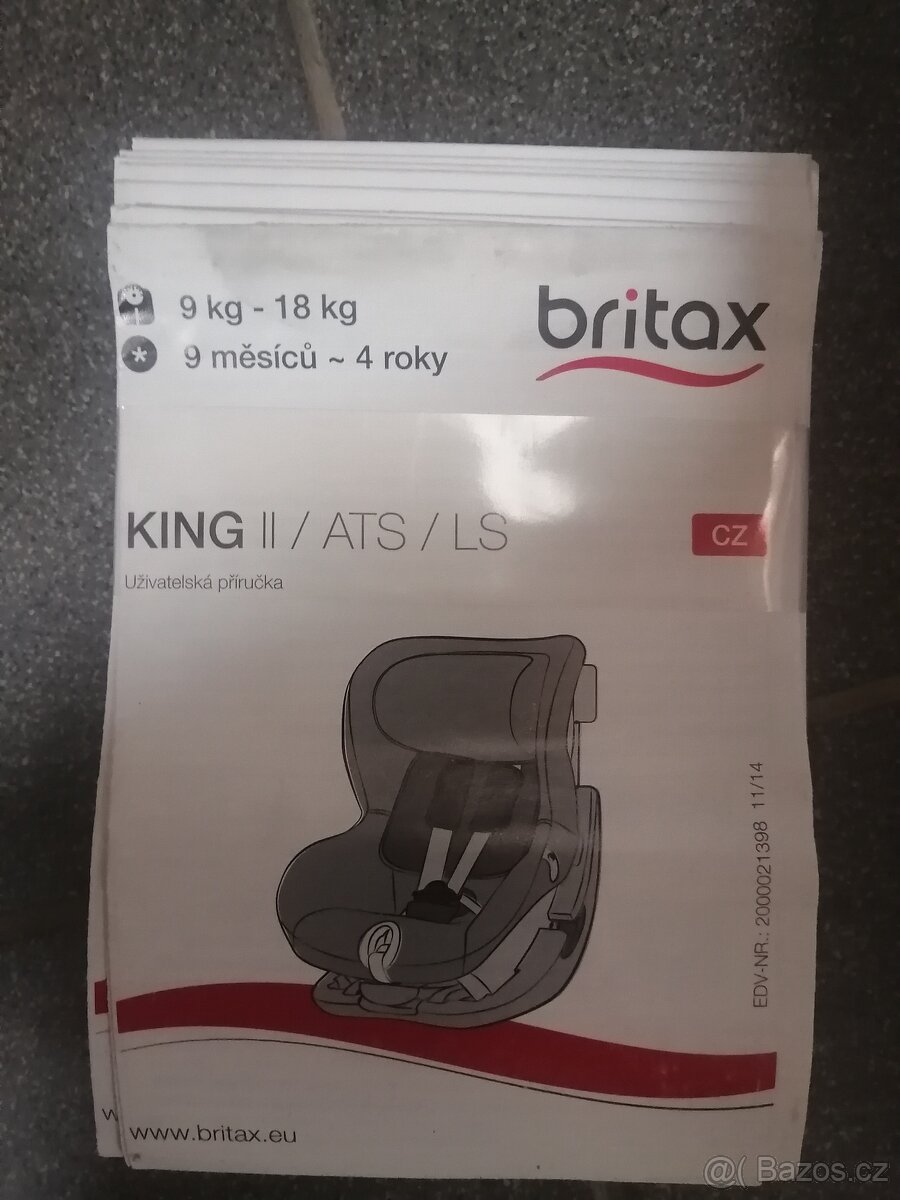 9 kg - 18 kg
9 měsíců ~ 4 roky
britax
KING II / ATS / LS
CZ
Uživatelská příručka
EDV-NR.: 2000021398 11/14
w
www.britax.eu
@( Bazos.cz